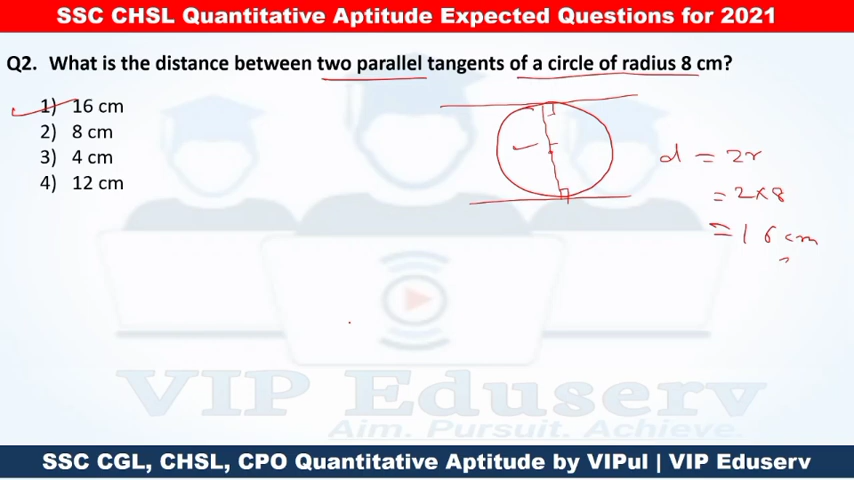 SSC CHSL Quantitative Aptitude Expected Questions for 2021
Q2. What is the distance between two parallel tangents of a circle of radius 8 cm?
1) 16 cm
2) 8 cm
3) 4 cm
4) 12 cm
d = 2r
= 2×8
= 16 cm
VIP Eduserv
Aim. Pursuit. Achieve.
SSC CGL, CHSL, CPO Quantitative Aptitude by VIPul | VIP Eduserv